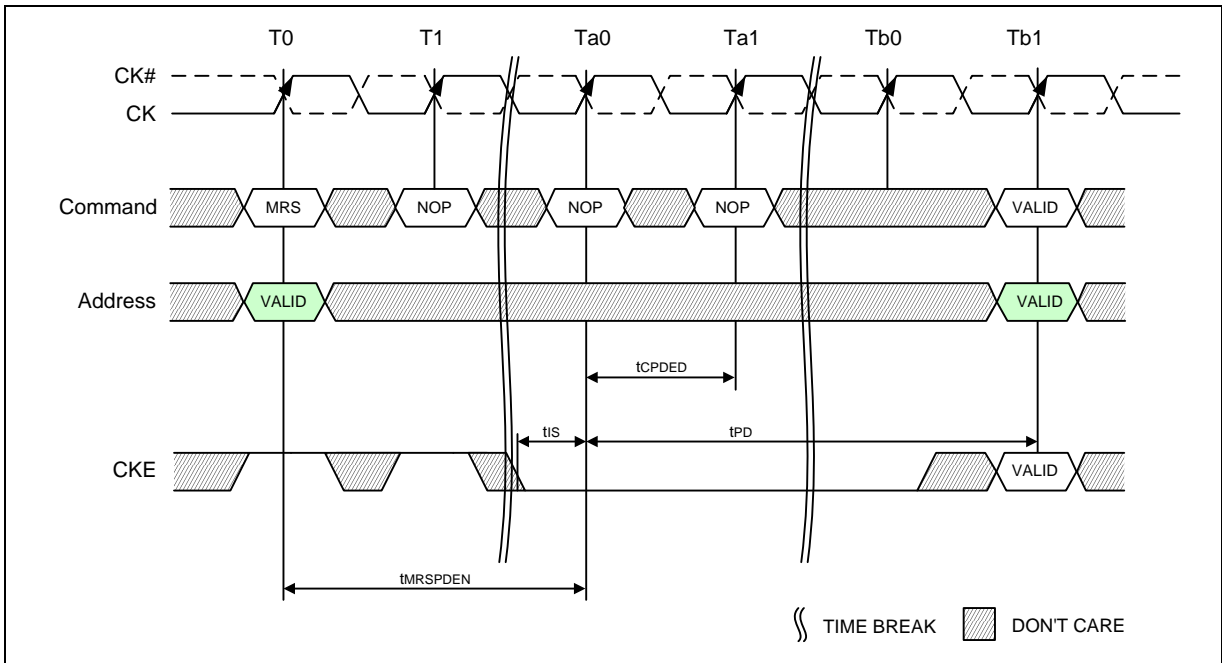 T0 T1 Ta0 Ta1 Tb0 Tb1
CK#
CK
Command MRS NOP NOP NOP VALID
Address VALID VALID
tCPDED
tIS tPD
CKE VALID
tMRSPDEN
TIME BREAK DON'T CARE